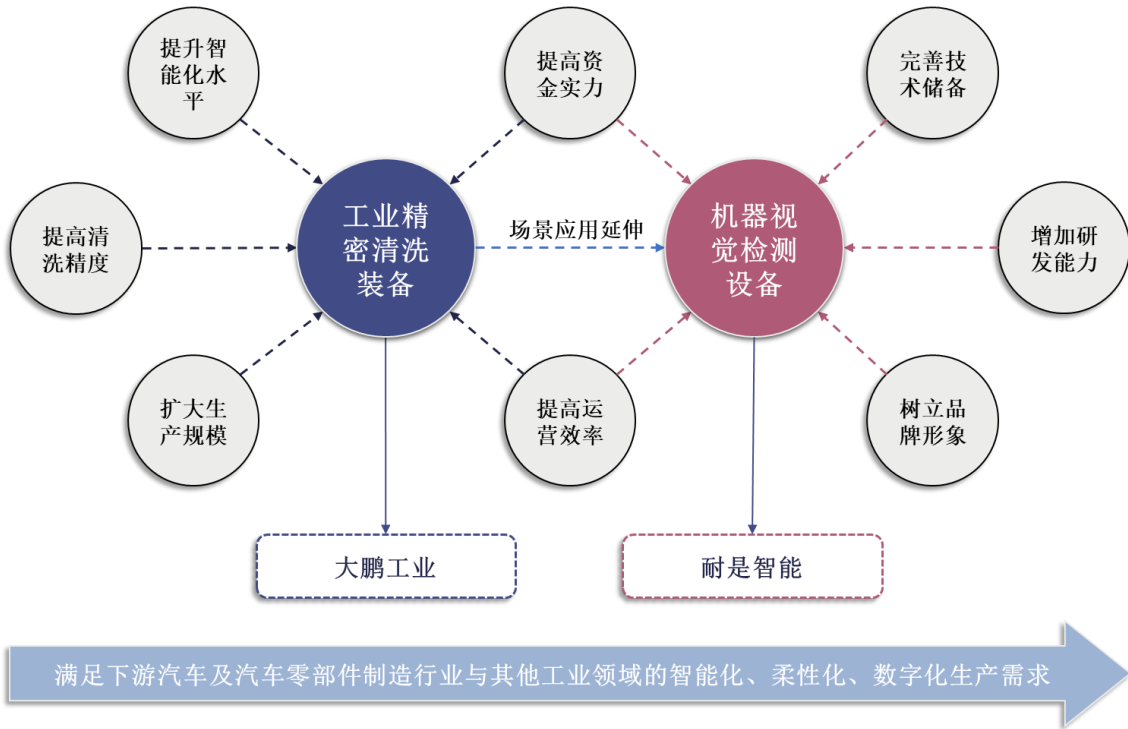 提升智
能化水
平
提高资
金实力
完善技
术储备
提高清
洗精度
工业精
密清洗
装备
场景应用延伸
机器视
觉检测
设备
增加研
发能力
扩大生
产规模
提高运
营效率
树立品
牌形象
大鹏工业
耐是智能
满足下游汽车及汽车零部件制造行业与其他工业领域的智能化、柔性化、数字化生产需求